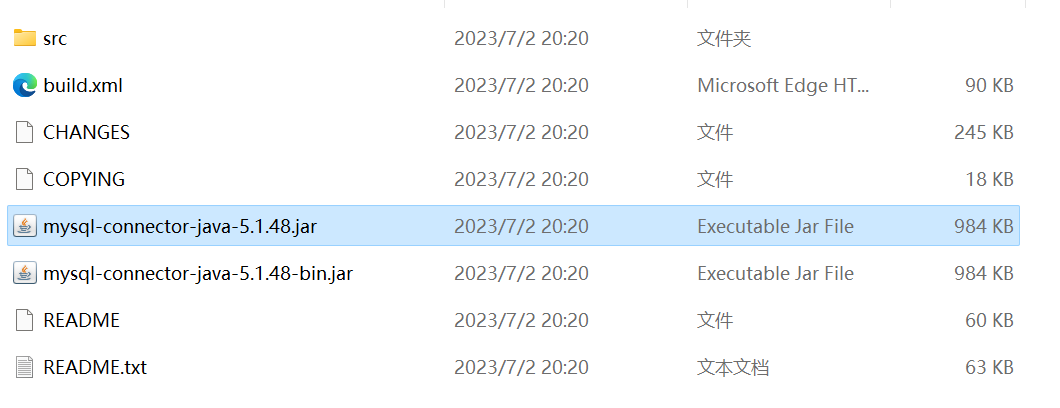 src 2023/7/2 20:20 文件夹
build.xml 2023/7/2 20:20 Microsoft Edge HT... 90 KB
CHANGES 2023/7/2 20:20 文件 245 KB
COPYING 2023/7/2 20:20 文件 18 KB
mysql-connector-java-5.1.48.jar 2023/7/2 20:20 Executable Jar File 984 KB
mysql-connector-java-5.1.48-bin.jar 2023/7/2 20:20 Executable Jar File 984 KB
README 2023/7/2 20:20 文件 60 KB
README.txt 2023/7/2 20:20 文本文档 63 KB